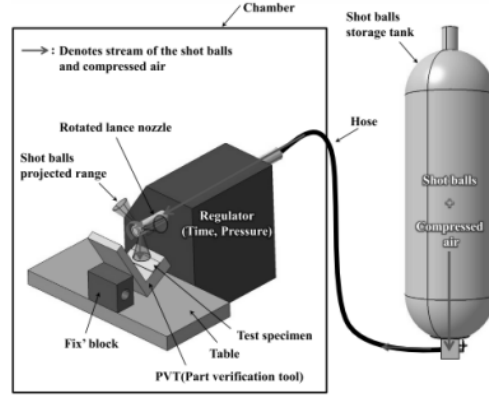 Chamber
Shot balls
storage tank
: Denotes stream of the shot balls
and compressed air
Rotated lance nozzle
Hose
Shot balls
projected range
Regulator
(Time, Pressure)
Shot balls
+
Compressed
air
Test specimen
Fix' block
Table
PVT(Part verification tool)